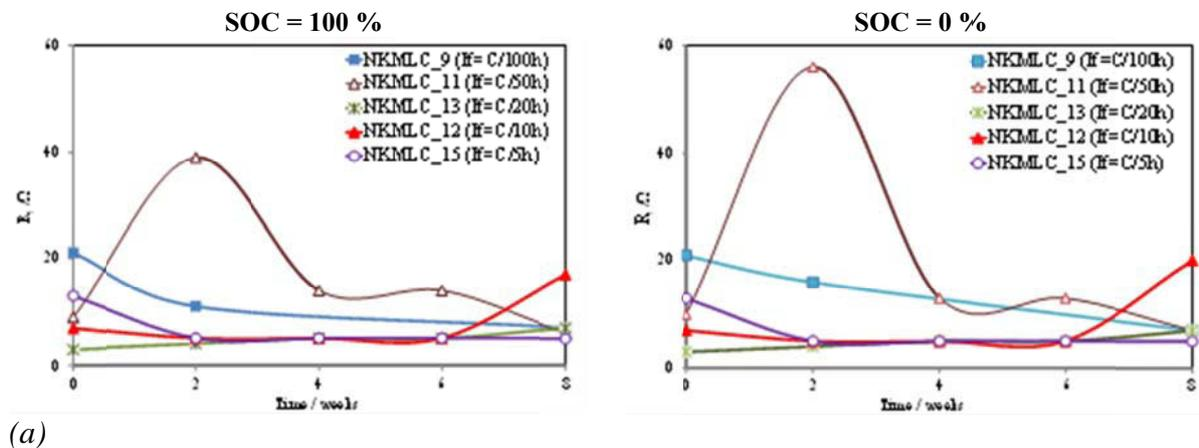 SOC = 100 %
60
40
20
0
R, Ω
NKMLC_9 (If=C/100h)
NKMLC_11 (If=C/50h)
NKMLC_13 (If=C/20h)
NKMLC_12 (If=C/10h)
NKMLC_15 (If=C/5h)
0 2 4 6 8
Time / weeks
SOC = 0 %
60
40
20
0
R, Ω
NKMLC_9 (If=C/100h)
NKMLC_11 (If=C/50h)
NKMLC_13 (If=C/20h)
NKMLC_12 (If=C/10h)
NKMLC_15 (If=C/5h)
0 2 4 6 8
Time / weeks
(a)